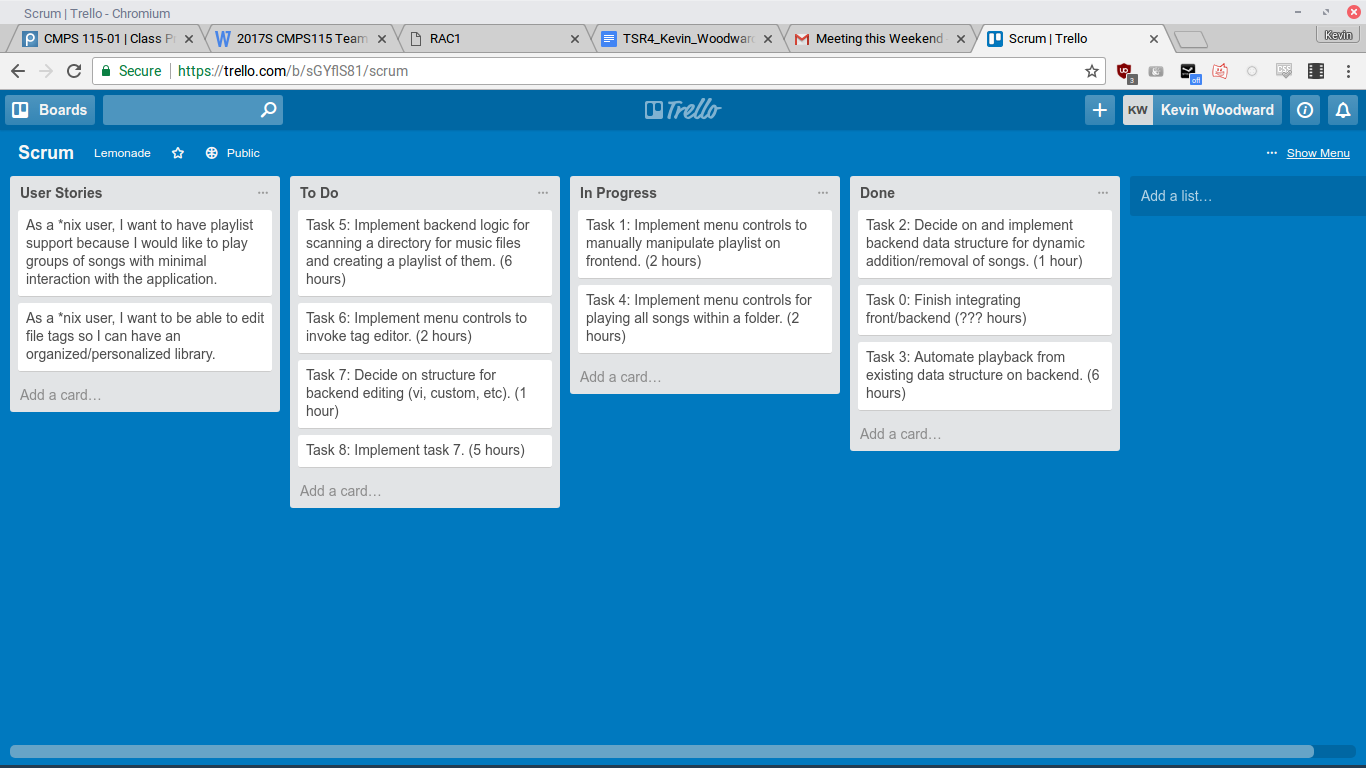 Scrum | Trello - Chromium
CMPS 115-01 | Class P
2017S CMPS115 Team
RAC1
TSR4_Kevin_Woodwar
Meeting this Weekend
Scrum | Trello
Kevin
Secure
https://trello.com/b/sGYflS81/scrum
3
off
Boards
Trello
KW
Kevin Woodward
Scrum
Lemonade
Public
Show Menu
User Stories
As a *nix user, I want to have playlist
support because I would like to play
groups of songs with minimal
interaction with the application.
As a *nix user, I want to be able to edit
file tags so I can have an
organized/personalized library.
Add a card…
To Do
Task 5: Implement backend logic for
scanning a directory for music files
and creating a playlist of them. (6
hours)
Task 6: Implement menu controls to
invoke tag editor. (2 hours)
Task 7: Decide on structure for
backend editing (vi, custom, etc). (1
hour)
Task 8: Implement task 7. (5 hours)
Add a card…
In Progress
Task 1: Implement menu controls to
manually manipulate playlist on
frontend. (2 hours)
Task 4: Implement menu controls for
playing all songs within a folder. (2
hours)
Add a card…
Done
Task 2: Decide on and implement
backend data structure for dynamic
addition/removal of songs. (1 hour)
Task 0: Finish integrating
front/backend (??? hours)
Task 3: Automate playback from
existing data structure on backend. (6
hours)
Add a card…
Add a list…